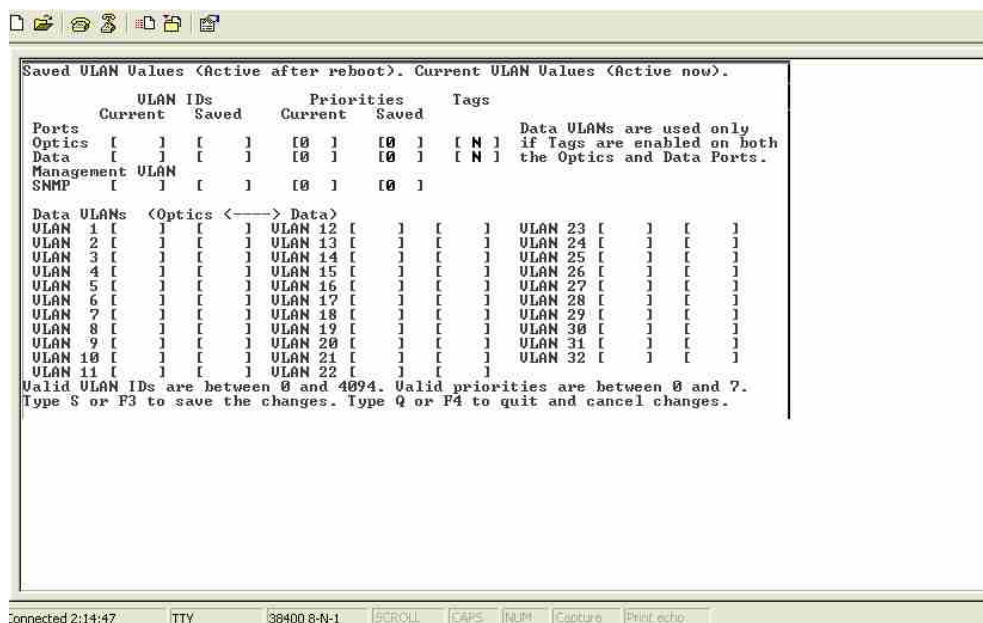 Saved VLAN Values (Active after reboot). Current VLAN Values (Active now).
VLAN IDs Priorities Tags
Current Saved Current Saved
Ports Data VLANs are used only
Optics [ ] [ ] [0 ] [0 ] [ N ] if Tags are enabled on both
Data [ ] [ ] [0 ] [0 ] [ N ] the Optics and Data Ports.
Management VLAN
SNMP [ ] [ ] [0 ] [0 ]
Data VLANs (Optics <----> Data)
VLAN 1 [ ] [ ] VLAN 12 [ ] [ ] VLAN 23 [ ] [ ]
VLAN 2 [ ] [ ] VLAN 13 [ ] [ ] VLAN 24 [ ] [ ]
VLAN 3 [ ] [ ] VLAN 14 [ ] [ ] VLAN 25 [ ] [ ]
VLAN 4 [ ] [ ] VLAN 15 [ ] [ ] VLAN 26 [ ] [ ]
VLAN 5 [ ] [ ] VLAN 16 [ ] [ ] VLAN 27 [ ] [ ]
VLAN 6 [ ] [ ] VLAN 17 [ ] [ ] VLAN 28 [ ] [ ]
VLAN 7 [ ] [ ] VLAN 18 [ ] [ ] VLAN 29 [ ] [ ]
VLAN 8 [ ] [ ] VLAN 19 [ ] [ ] VLAN 30 [ ] [ ]
VLAN 9 [ ] [ ] VLAN 20 [ ] [ ] VLAN 31 [ ] [ ]
VLAN 10 [ ] [ ] VLAN 21 [ ] [ ] VLAN 32 [ ] [ ]
VLAN 11 [ ] [ ] VLAN 22 [ ] [ ]
Valid VLAN IDs are between 0 and 4094. Valid priorities are between 0 and 7.
Type S or F3 to save the changes. Type Q or F4 to quit and cancel changes.
Connected 2:14:47 TTY 38400 8-N-1 SCROLL CAPS NUM Capture Print echo